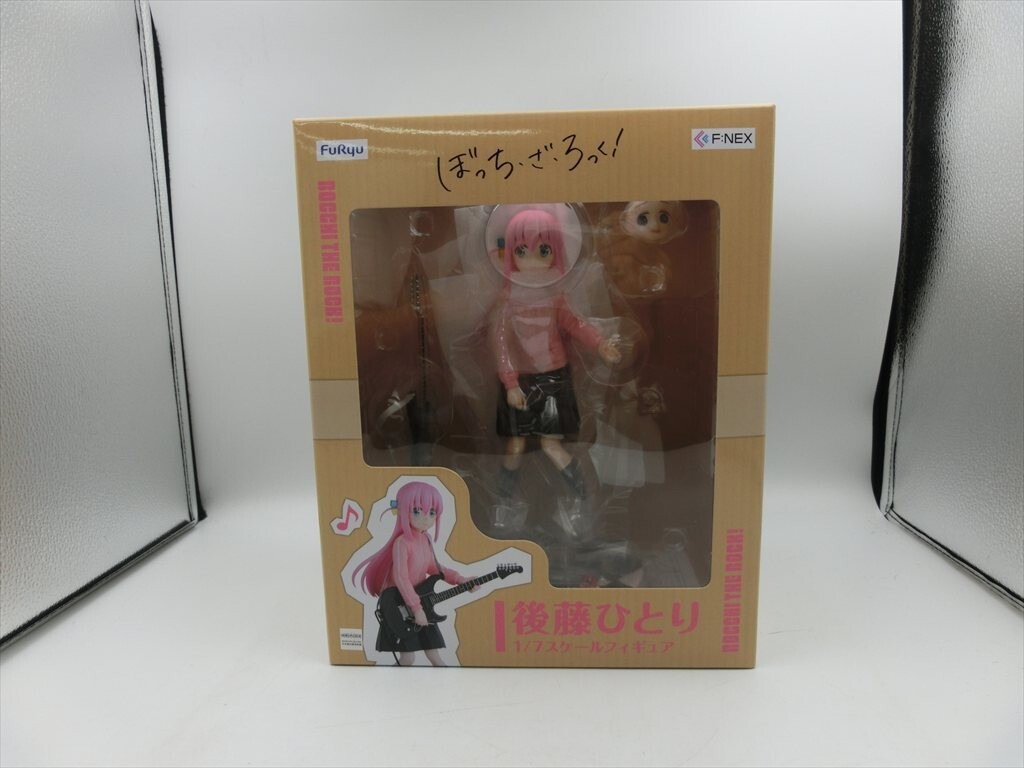 FuRyu
F:NEX
ぼっち・ざ・ろっく!
BOCCHI THE ROCK!
BOCCHI THE ROCK!
後藤ひとり
1/7スケールフィギュア